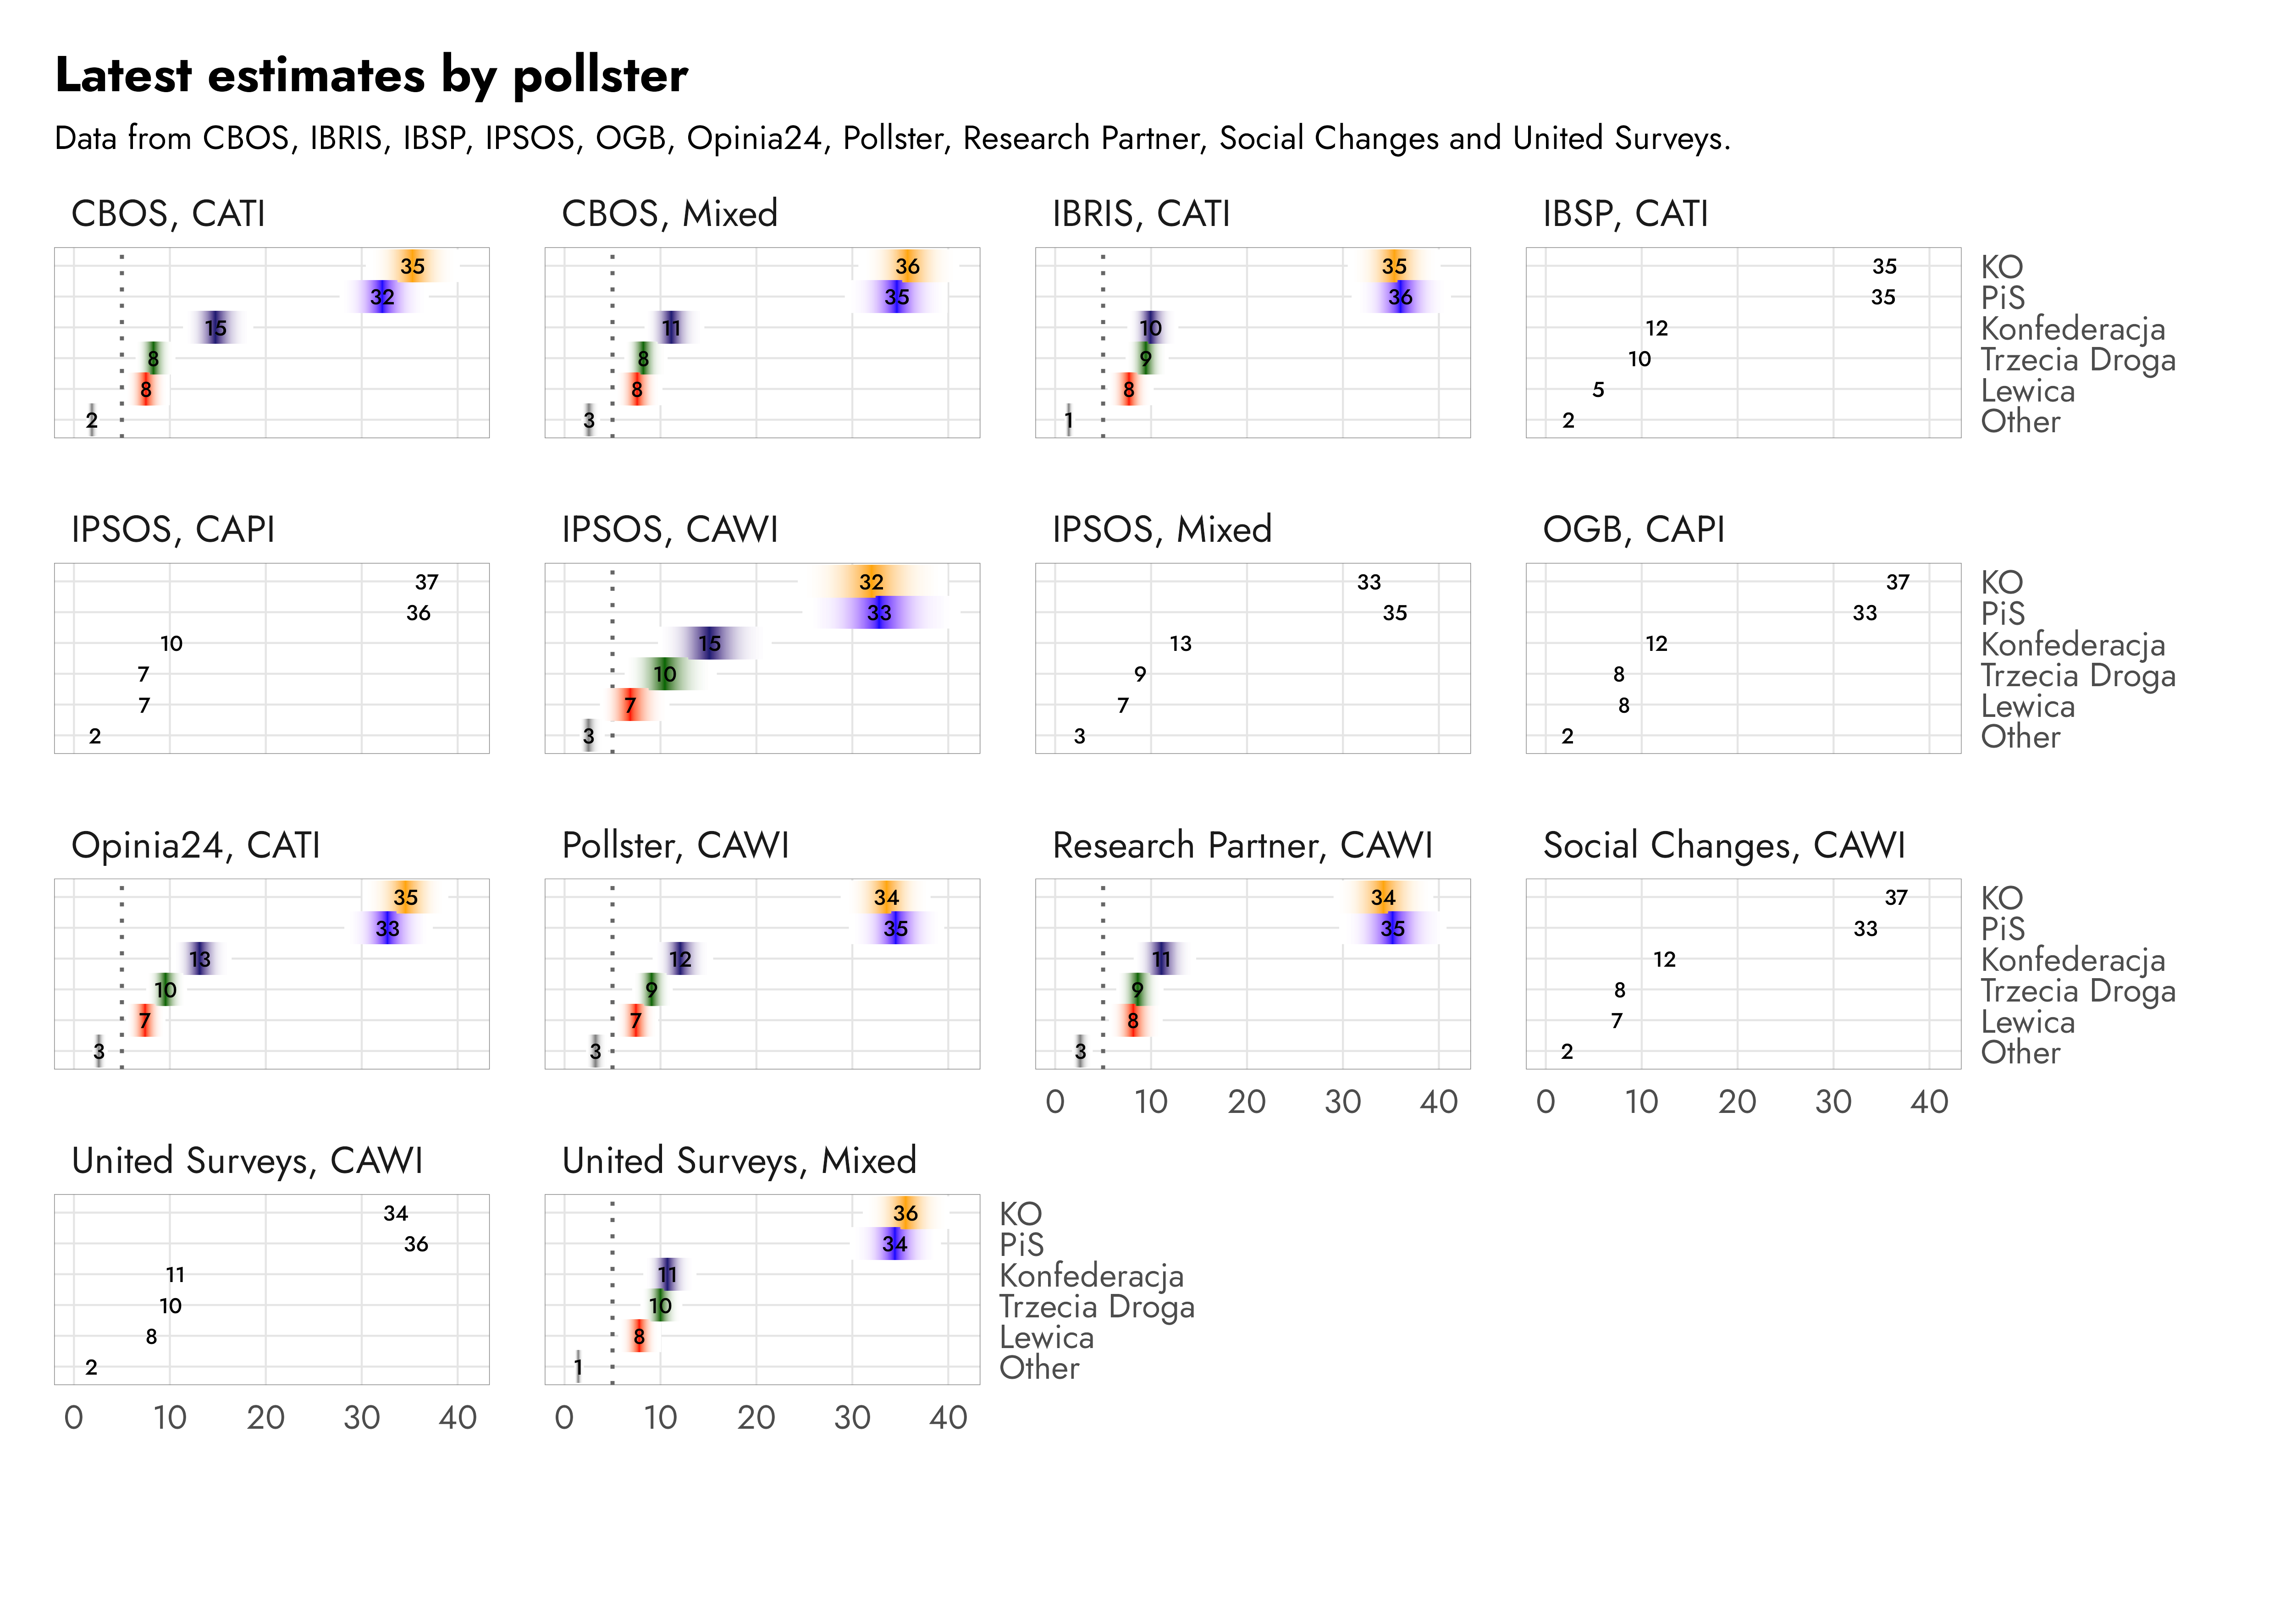 Latest estimates by pollster
Data from CBOS, IBRIS, IBSP, IPSOS, OGB, Opinia24, Pollster, Research Partner, Social Changes and United Surveys.
CBOS, CATI
35
32
15
8
8
2
CBOS, Mixed
36
35
11
8
8
3
IBRIS, CATI
35
36
10
9
8
1
IBSP, CATI
35
35
12
10
5
2
KO
PiS
Konfederacja
Trzecia Droga
Lewica
Other
IPSOS, CAPI
37
36
10
7
7
2
IPSOS, CAWI
32
33
15
10
7
3
IPSOS, Mixed
33
35
13
9
7
3
OGB, CAPI
37
33
12
8
8
2
KO
PiS
Konfederacja
Trzecia Droga
Lewica
Other
Opinia24, CATI
35
33
13
10
7
3
Pollster, CAWI
34
35
12
9
7
3
Research Partner, CAWI
34
35
11
9
8
3
0 10 20 30 40
Social Changes, CAWI
37
33
12
8
7
2
0 10 20 30 40
KO
PiS
Konfederacja
Trzecia Droga
Lewica
Other
United Surveys, CAWI
34
36
11
10
8
2
0 10 20 30 40
United Surveys, Mixed
36
34
11
10
8
1
0 10 20 30 40
KO
PiS
Konfederacja
Trzecia Droga
Lewica
Other